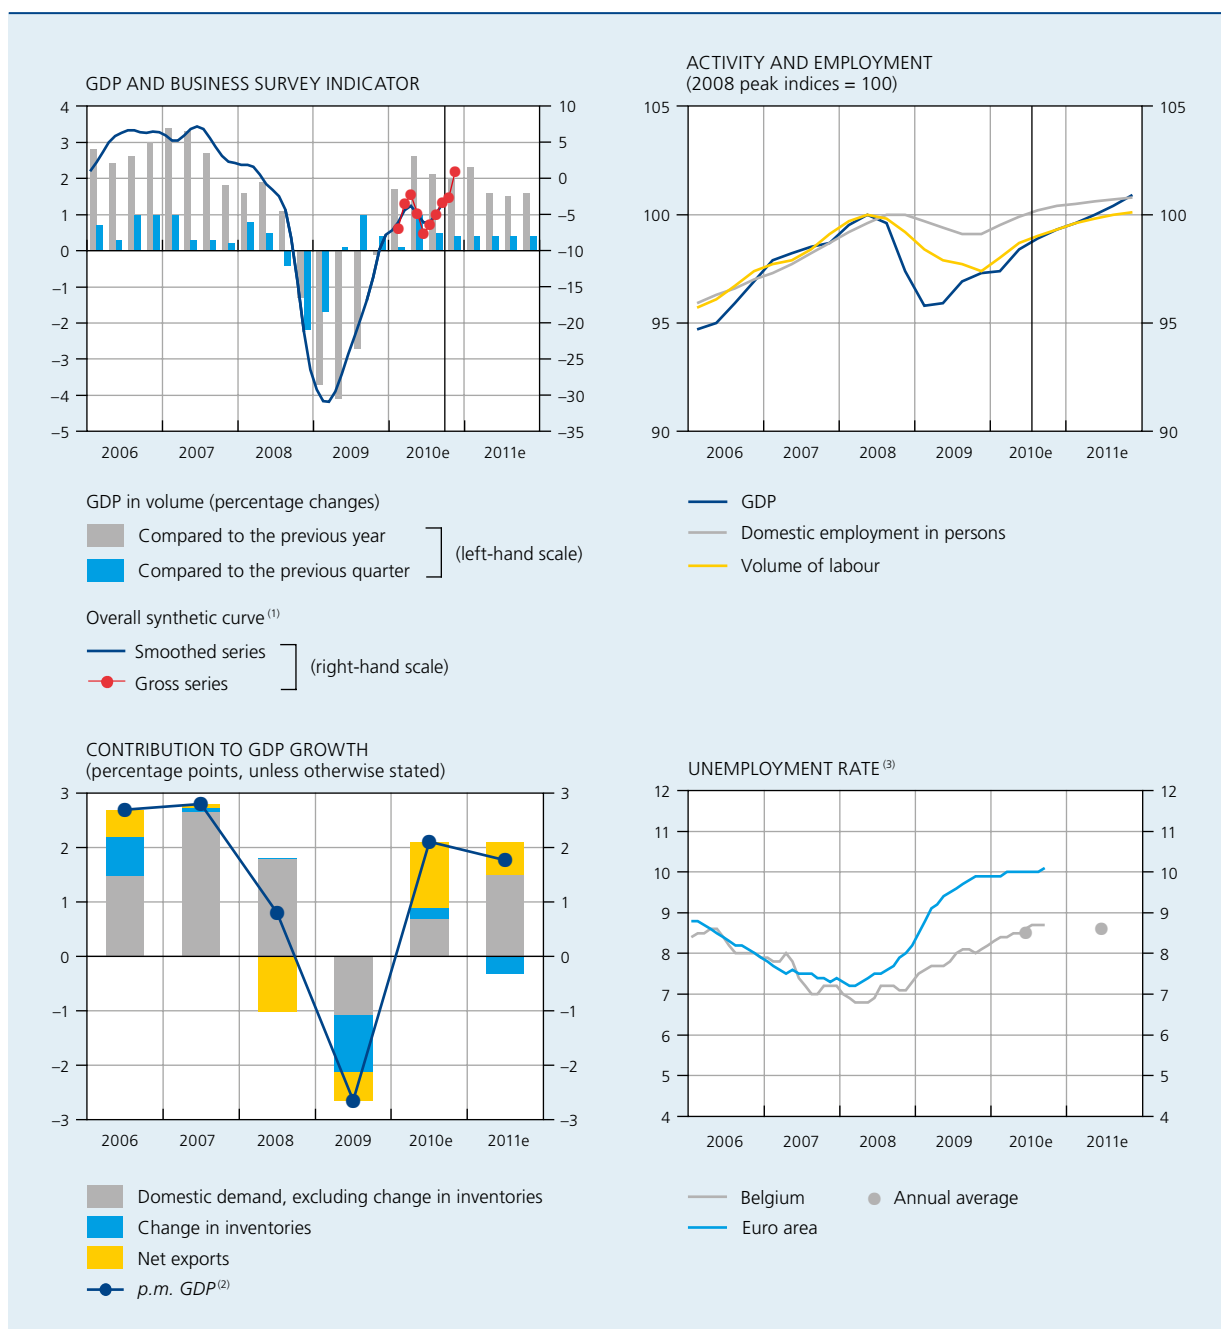 GDP AND BUSINESS SURVEY INDICATOR
4
3
2
1
0
–1
–2
–3
–4
–5
10
5
0
–5
–10
–15
–20
–25
–30
–35
2006 2007 2008 2009 2010e 2011e
GDP in volume (percentage changes)
Compared to the previous year
Compared to the previous quarter
(left-hand scale)
Overall synthetic curve (1)
Smoothed series
Gross series
(right-hand scale)
ACTIVITY AND EMPLOYMENT
(2008 peak indices = 100)
105
100
95
90
105
100
95
90
2006 2007 2008 2009 2010e 2011e
GDP
Domestic employment in persons
Volume of labour
CONTRIBUTION TO GDP GROWTH
(percentage points, unless otherwise stated)
3
2
1
0
–1
–2
–3
3
2
1
0
–1
–2
–3
2006 2007 2008 2009 2010e 2011e
Domestic demand, excluding change in inventories
Change in inventories
Net exports
p.m. GDP (2)
UNEMPLOYMENT RATE (3)
12
11
10
9
8
7
6
5
4
12
11
10
9
8
7
6
5
4
2006 2007 2008 2009 2010e 2011e
Belgium
Annual average
Euro area